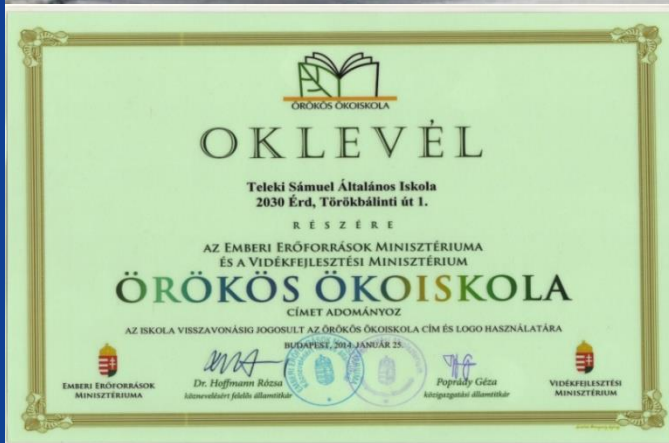 ÖRÖKÖS ÖKOISKOLA
OKLEVÉL
Teleki Sámuel Általános Iskola
2030 Érd, Törökbálinti út 1.
RÉSZÉRE
AZ EMBERI ERŐFORRÁSOK MINISZTÉRIUMA
ÉS A VIDÉKFEJLESZTÉSI MINISZTÉRIUM
ÖRÖKÖS ÖKOISKOLA
CÍMET ADOMÁNYOZ
AZ ISKOLA VISSZAVONÁSIG JOGOSULT AZ ÖRÖKÖS ÖKOISKOLA CÍM ÉS LOGO HASZNÁLATÁRA
BUDAPEST, 2014. JANUÁR 25.
EMBERI ERŐFORRÁSOK
MINISZTÉRIUMA
Dr. Hoffmann Rózsa
köznevelésért felelős államtitkár
Poprády Géza
közigazgatási államtitkár
VIDÉKFEJLESZTÉSI
MINISZTÉRIUM